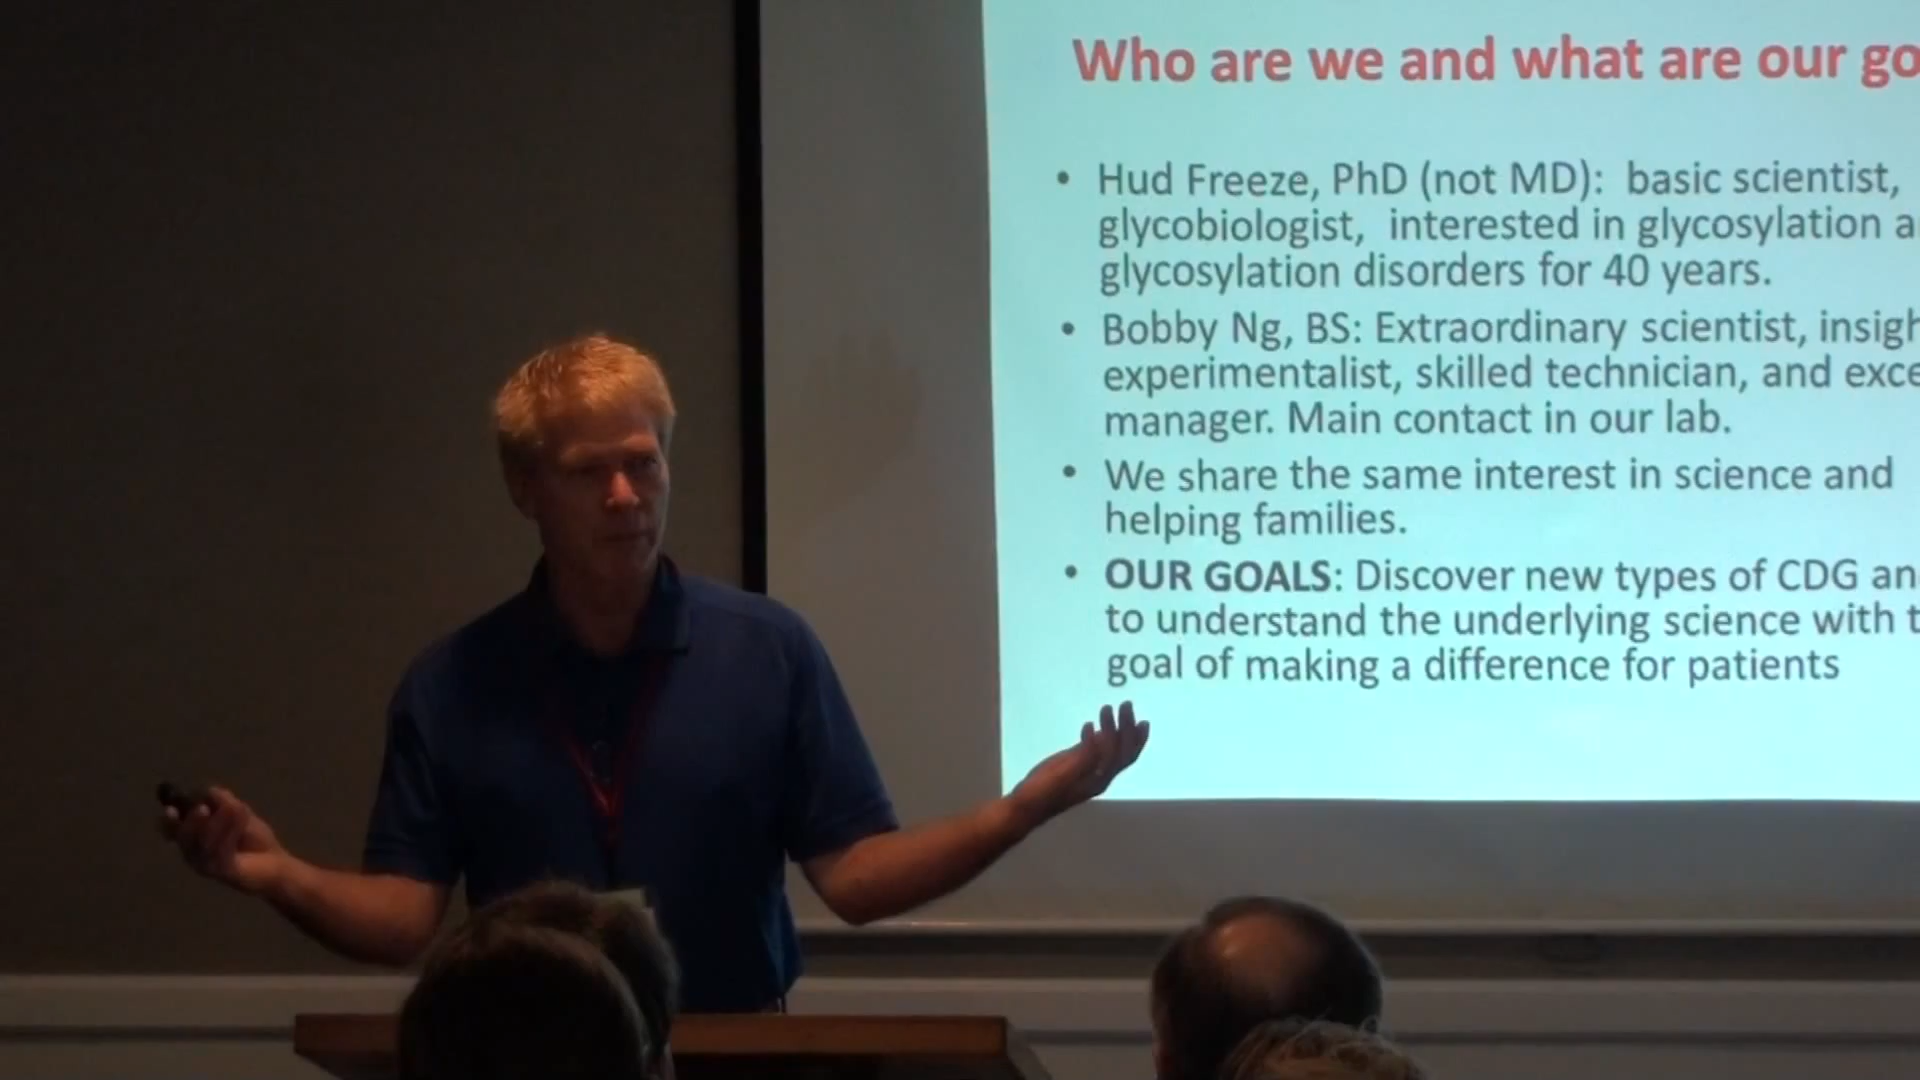 Who are we and what are our go
• Hud Freeze, PhD (not MD): basic scientist,
glycobiologist, interested in glycosylation a
glycosylation disorders for 40 years.
• Bobby Ng, BS: Extraordinary scientist, insigh
experimentalist, skilled technician, and exce
manager. Main contact in our lab.
• We share the same interest in science and
helping families.
• OUR GOALS: Discover new types of CDG an
to understand the underlying science with t
goal of making a difference for patients